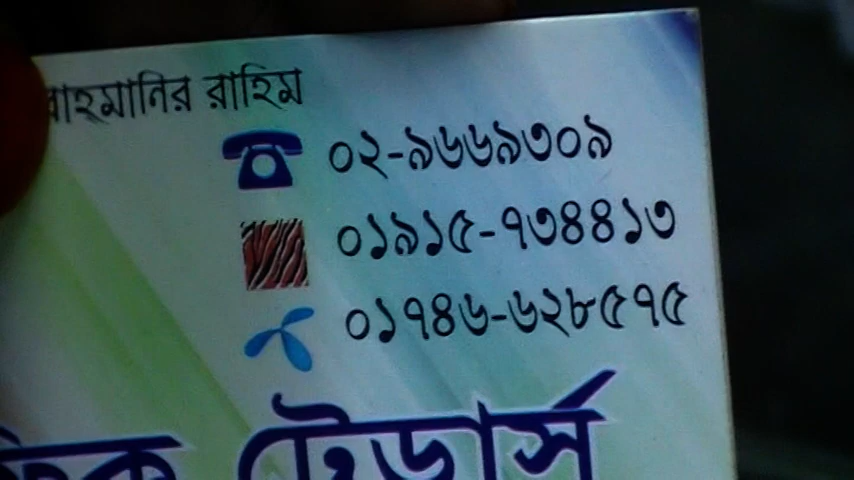 রাহমানির রাহিম
০২-৯৬৬৯৩০৯
০১৯১৫-৭৩৪৪১৩
০১৭৪৬-৬২৮৫৭৫
টেডার্স